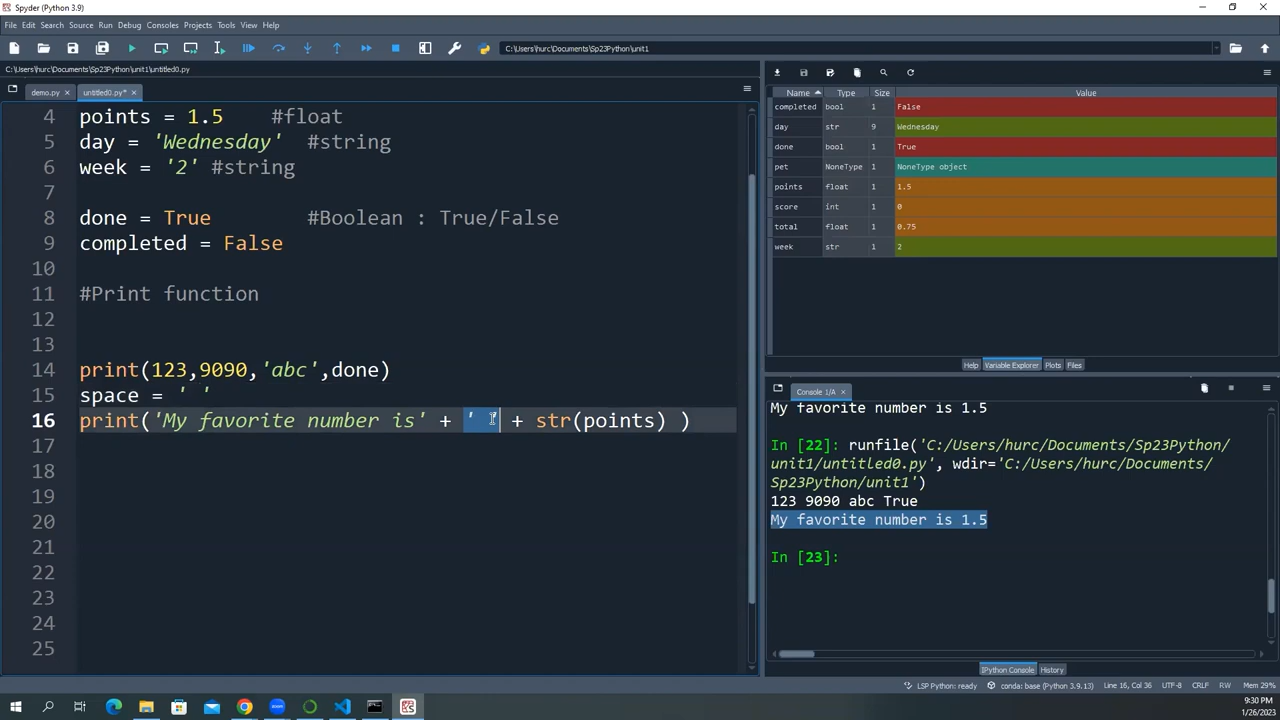 Spyder (Python 3.9)
File Edit Search Source Run Debug Consoles Projects Tools View Help
C:\Users\hurc\Documents\Sp23Python\unit1
C:\Users\hurc\Documents\Sp23Python\unit1\untitled0.py
demo.py
untitled0.py*
4 points = 1.5 #float
5 day = 'Wednesday' #string
6 week = '2' #string
7
8 done = True #Boolean : True/False
9 completed = False
10
11 #Print function
12
13
14 print(123,9090,'abc',done)
15 space = ' '
16 print('My favorite number is' + ' ' + str(points) )
17
18
19
20
21
22
23
24
25
Name Type Size Value
completed bool 1 False
day str 9 Wednesday
done bool 1 True
pet NoneType 1 NoneType object
points float 1 1.5
score int 1 0
total float 1 0.75
week str 1 2
Help Variable Explorer Plots Files
Console 1/A
My favorite number is 1.5
In [22]: runfile('C:/Users/hurc/Documents/Sp23Python/
unit1/untitled0.py', wdir='C:/Users/hurc/Documents/
Sp23Python/unit1')
123 9090 abc True
My favorite number is 1.5
In [23]:
IPython Console History
LSP Python: ready conda: base (Python 3.9.13) Line 16, Col 36 UTF-8 CRLF RW Mem 29%
9:30 PM
1/26/2023